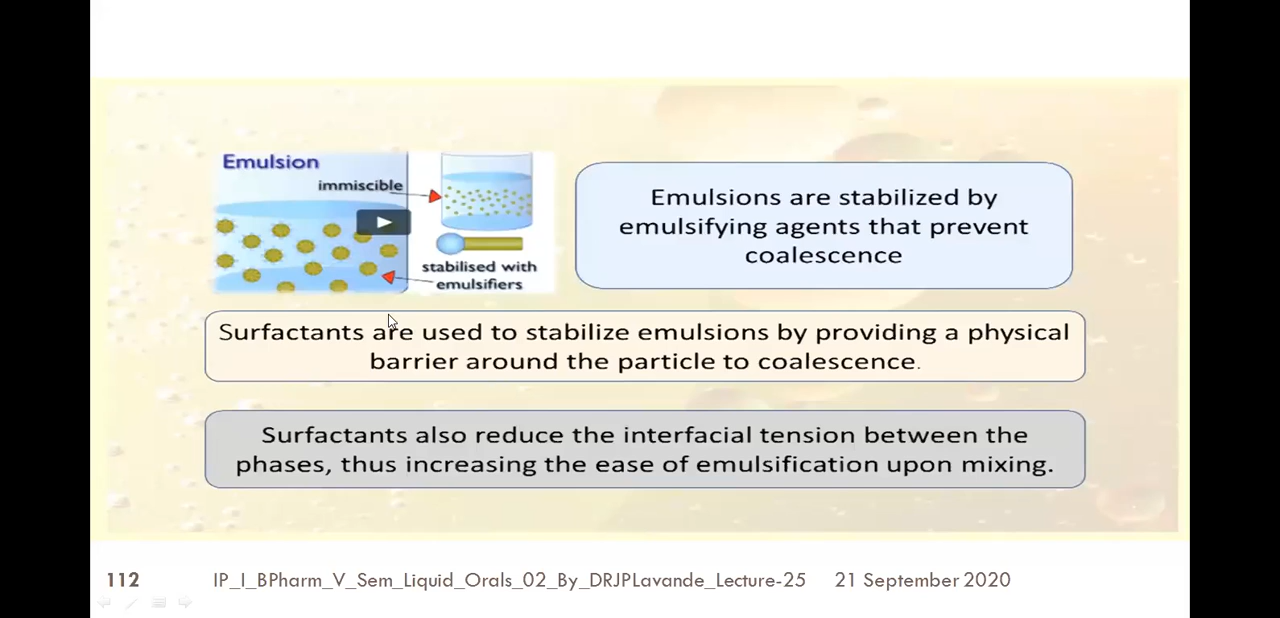 Emulsion
immiscible
stabilised with
emulsifiers
Emulsions are stabilized by
emulsifying agents that prevent
coalescence
Surfactants are used to stabilize emulsions by providing a physical
barrier around the particle to coalescence.
Surfactants also reduce the interfacial tension between the
phases, thus increasing the ease of emulsification upon mixing.
112 IP_I_BPharm_V_Sem_Liquid_Orals_02_By_DRJPLavande_Lecture-25 21 September 2020